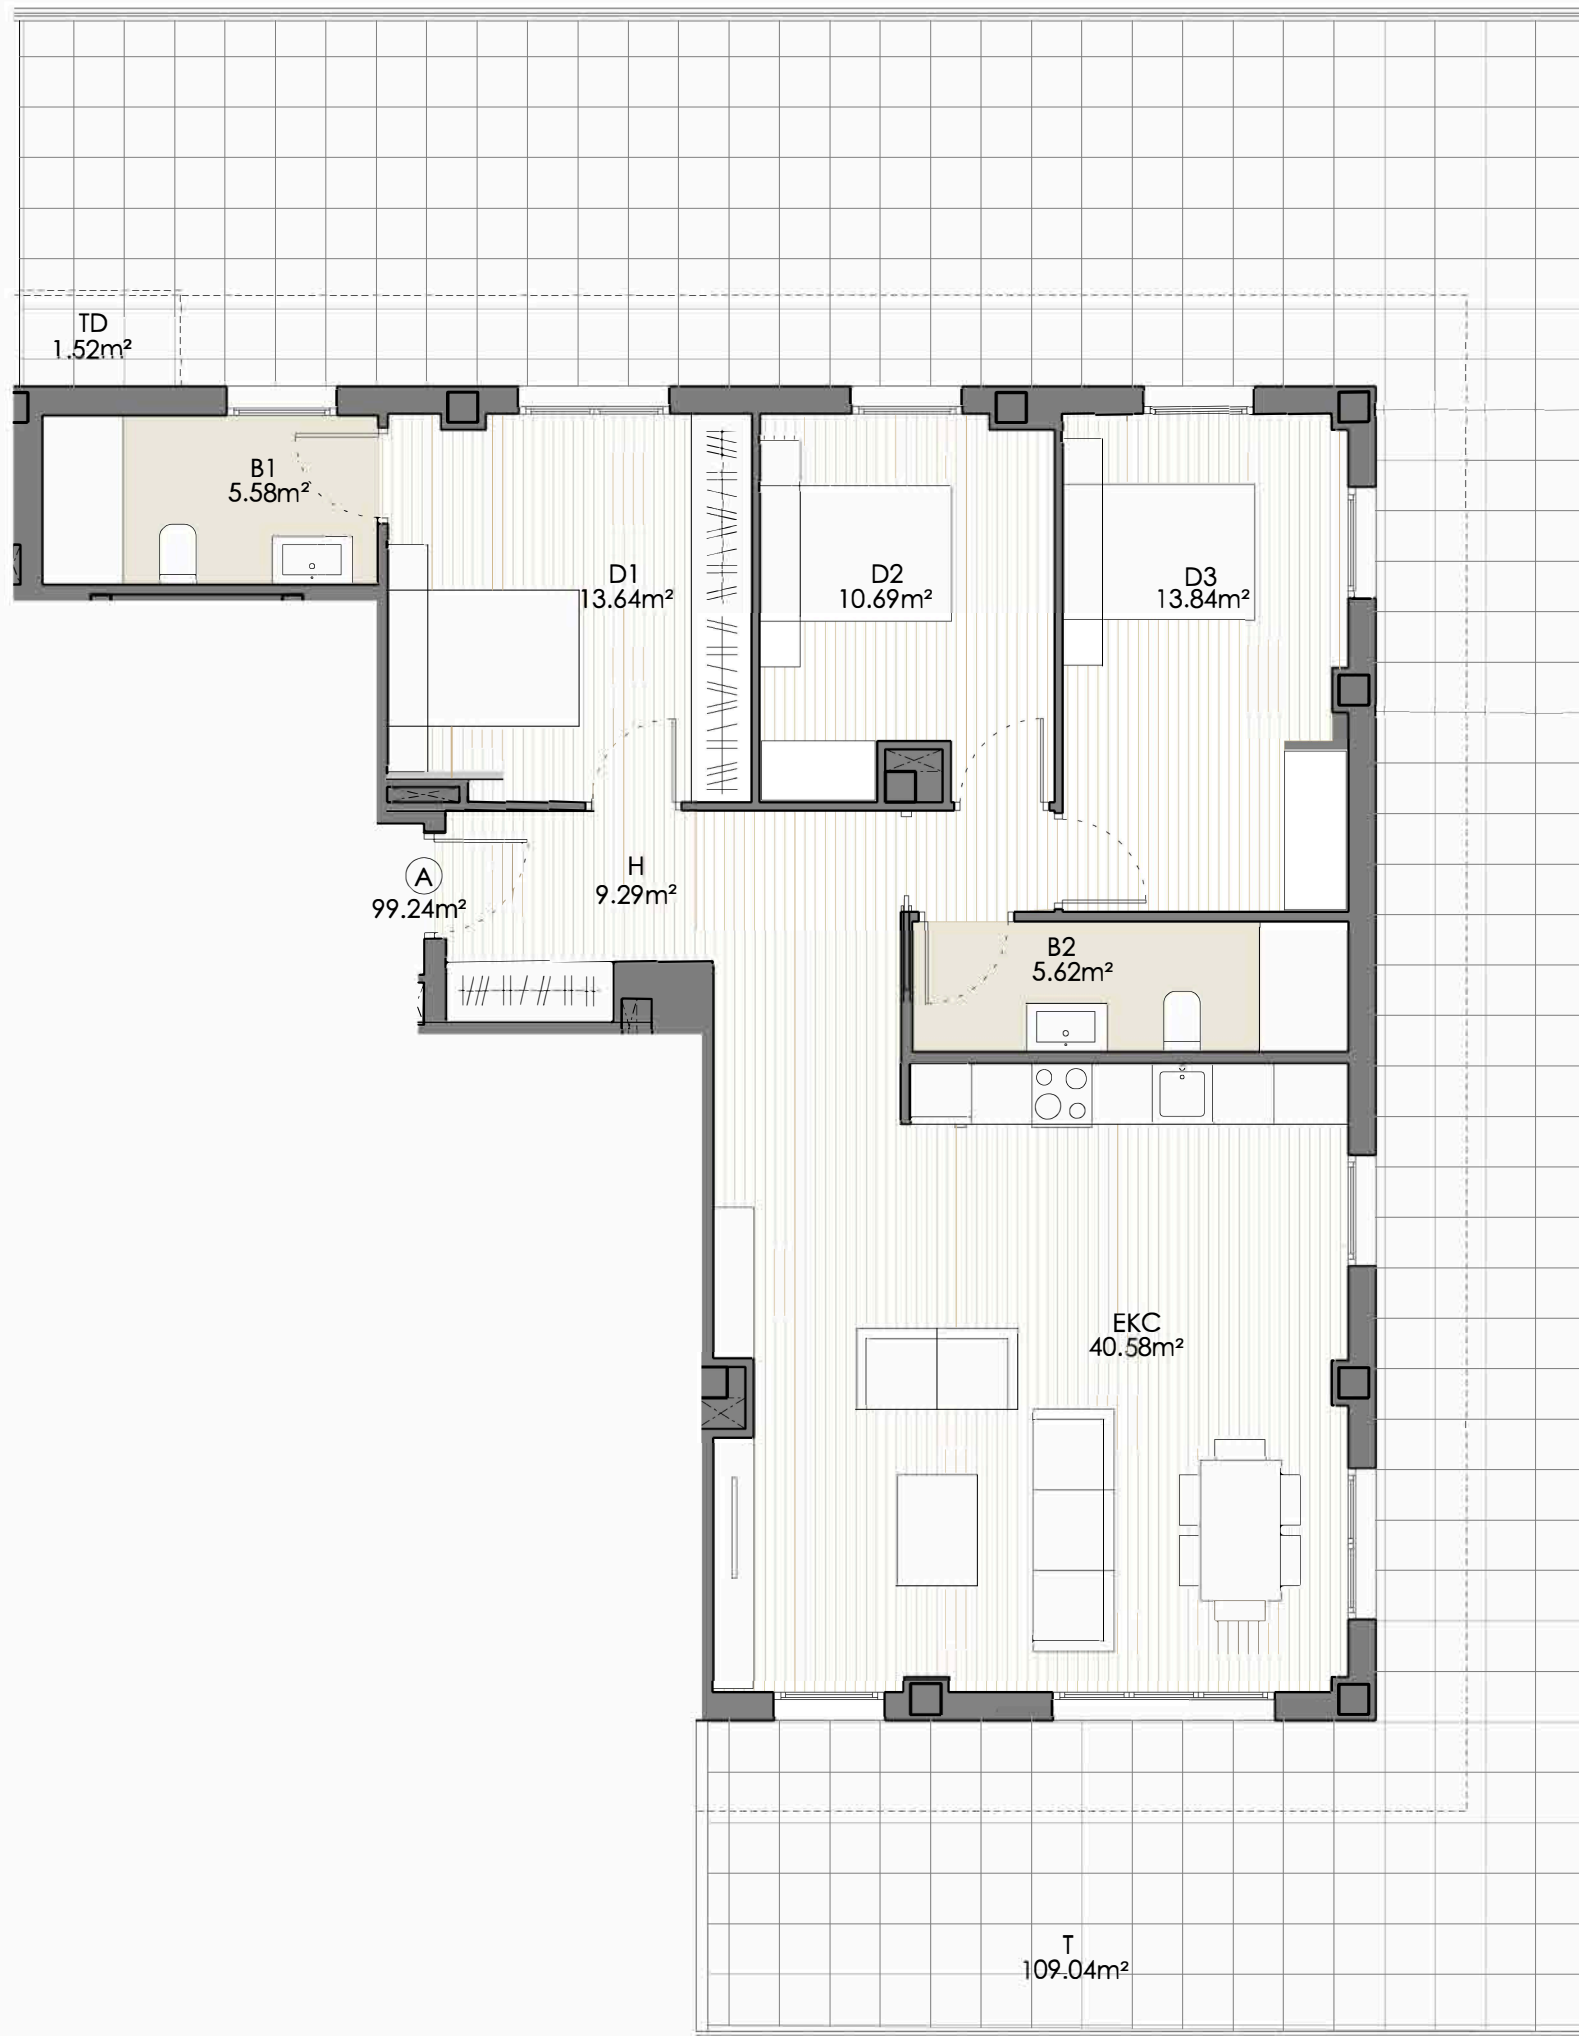 TD
1.52m²
B1
5.58m²
D1
13.64m²
D2
10.69m²
D3
13.84m²
A
99.24m²
H
9.29m²
B2
5.62m²
EKC
40.58m²
T
109.04m²